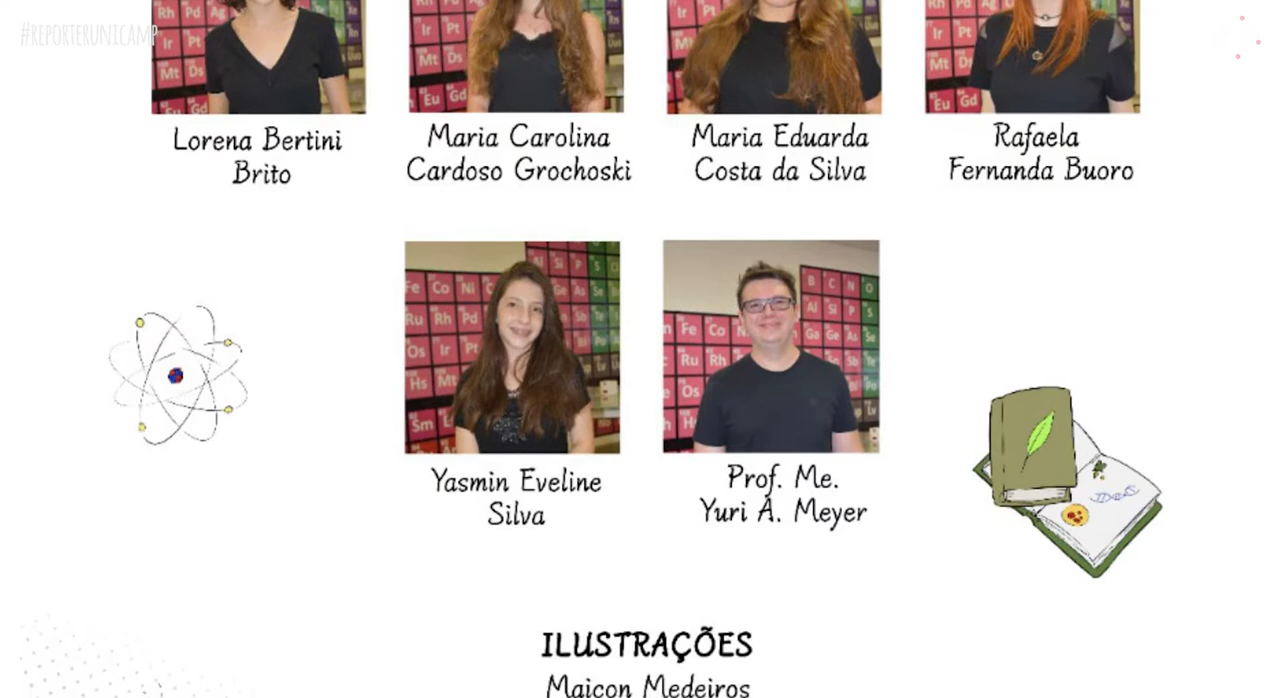 #REPORTERUNICAMP
Lorena Bertini
Brito
Maria Carolina
Cardoso Grochoski
Maria Eduarda
Costa da Silva
Rafaela
Fernanda Buoro
Yasmin Eveline
Silva
Prof. Me.
Yuri A. Meyer
ILUSTRAÇÕES
Maicon Medeiros